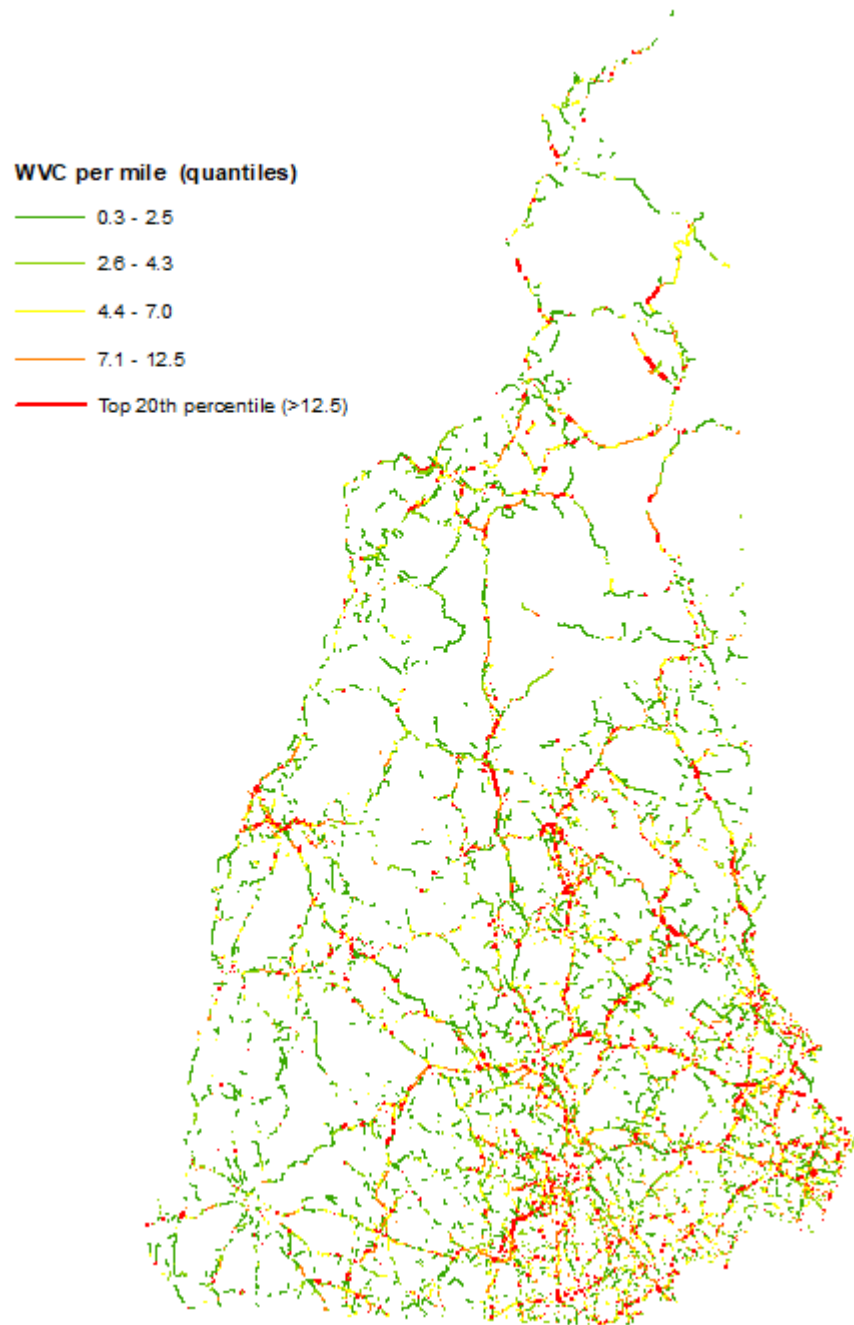 WVC per mile (quantiles)
0.3 - 2.5
2.6 - 4.3
4.4 - 7.0
7.1 - 12.5
Top 20th percentile (>12.5)